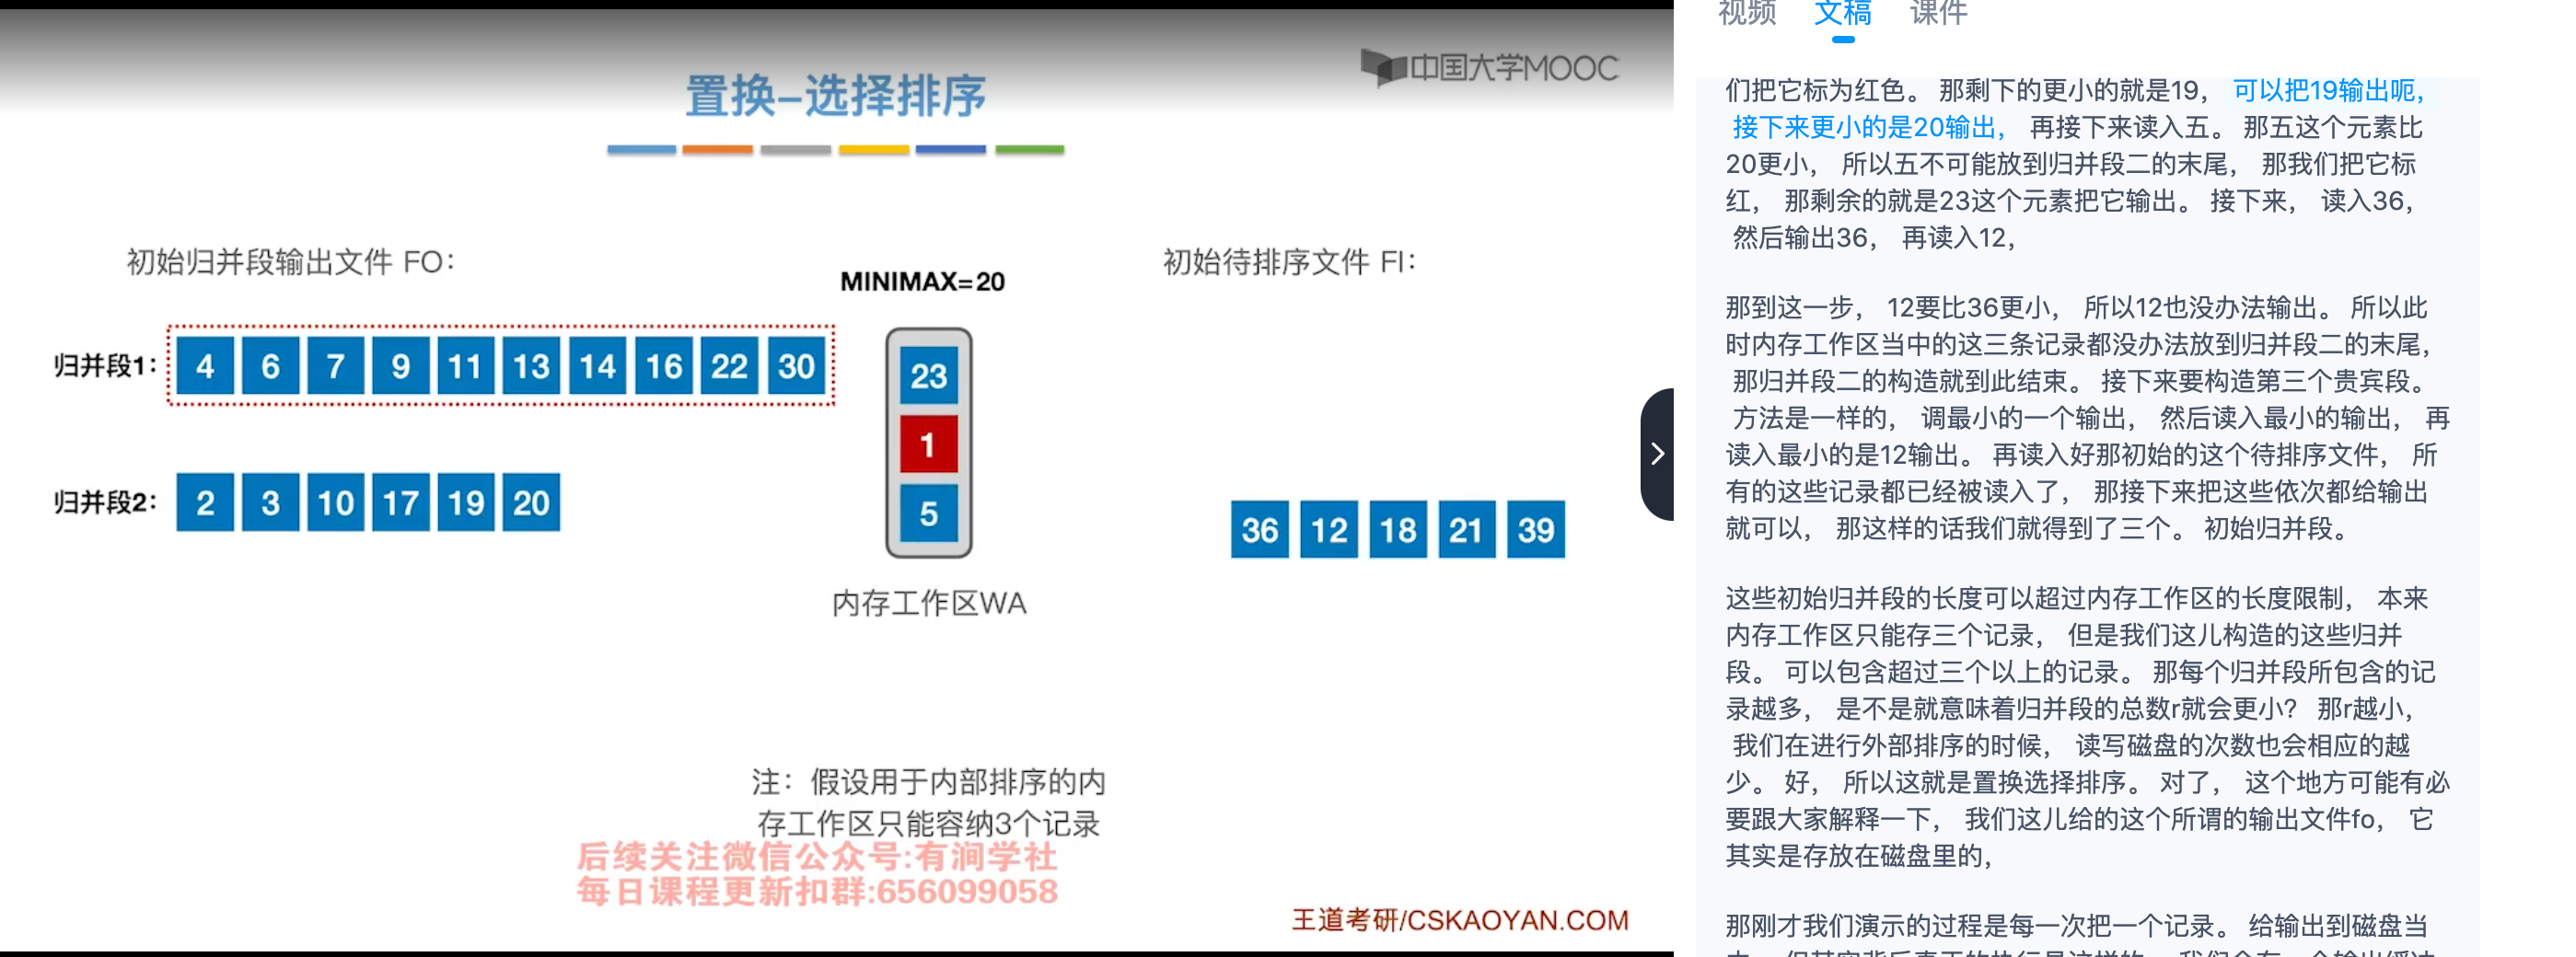 中国大学MOOC
置换-选择排序
初始归并段输出文件 FO：
MINIMAX=20
初始待排序文件 FI：
归并段1：
4 6 7 9 11 13 14 16 22 30
归并段2：
2 3 10 17 19 20
23
1
5
内存工作区WA
36 12 18 21 39
注：假设用于内部排序的内
存工作区只能容纳3个记录
后续关注微信公众号:有涧学社
每日课程更新扣群:656099058
王道考研/CSKAOYAN.COM
视频 文稿 课件
们把它标为红色。 那剩下的更小的就是19， 可以把19输出呃，
接下来更小的是20输出， 再接下来读入五。 那五这个元素比
20更小， 所以五不可能放到归并段二的末尾， 那我们把它标
红， 那剩余的就是23这个元素把它输出。 接下来， 读入36，
然后输出36， 再读入12，
那到这一步， 12要比36更小， 所以12也没办法输出。 所以此
时内存工作区当中的这三条记录都没办法放到归并段二的末尾，
那归并段二的构造就到此结束。 接下来要构造第三个贵宾段。
方法是一样的， 调最小的一个输出， 然后读入最小的输出， 再
读入最小的是12输出。 再读入好那初始的这个待排序文件， 所
有的这些记录都已经被读入了， 那接下来把这些依次都给输出
就可以， 那这样的话我们就得到了三个。 初始归并段。
这些初始归并段的长度可以超过内存工作区的长度限制， 本来
内存工作区只能存三个记录， 但是我们这儿构造的这些归并
段。 可以包含超过三个以上的记录。 那每个归并段所包含的记
录越多， 是不是就意味着归并段的总数r就会更小？ 那r越小，
我们在进行外部排序的时候， 读写磁盘的次数也会相应的越
少。 好， 所以这就是置换选择排序。 对了， 这个地方可能有必
要跟大家解释一下， 我们这儿给的这个所谓的输出文件fo， 它
其实是存放在磁盘里的，
那刚才我们演示的过程是每一次把一个记录。 给输出到磁盘当